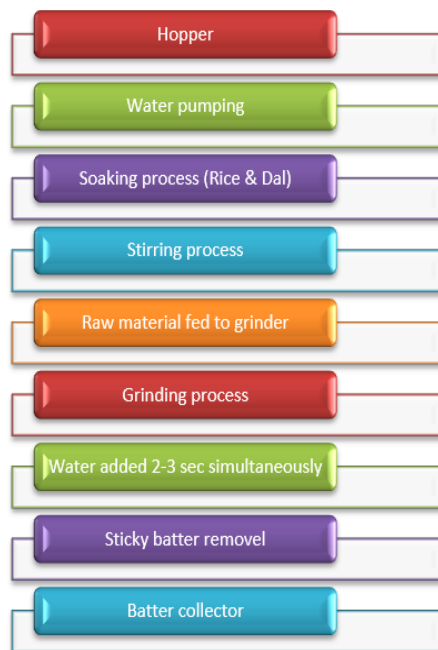 Hopper
Water pumping
Soaking process (Rice & Dal)
Stirring process
Raw material fed to grinder
Grinding process
Water added 2-3 sec simultaneously
Sticky batter removel
Batter collector